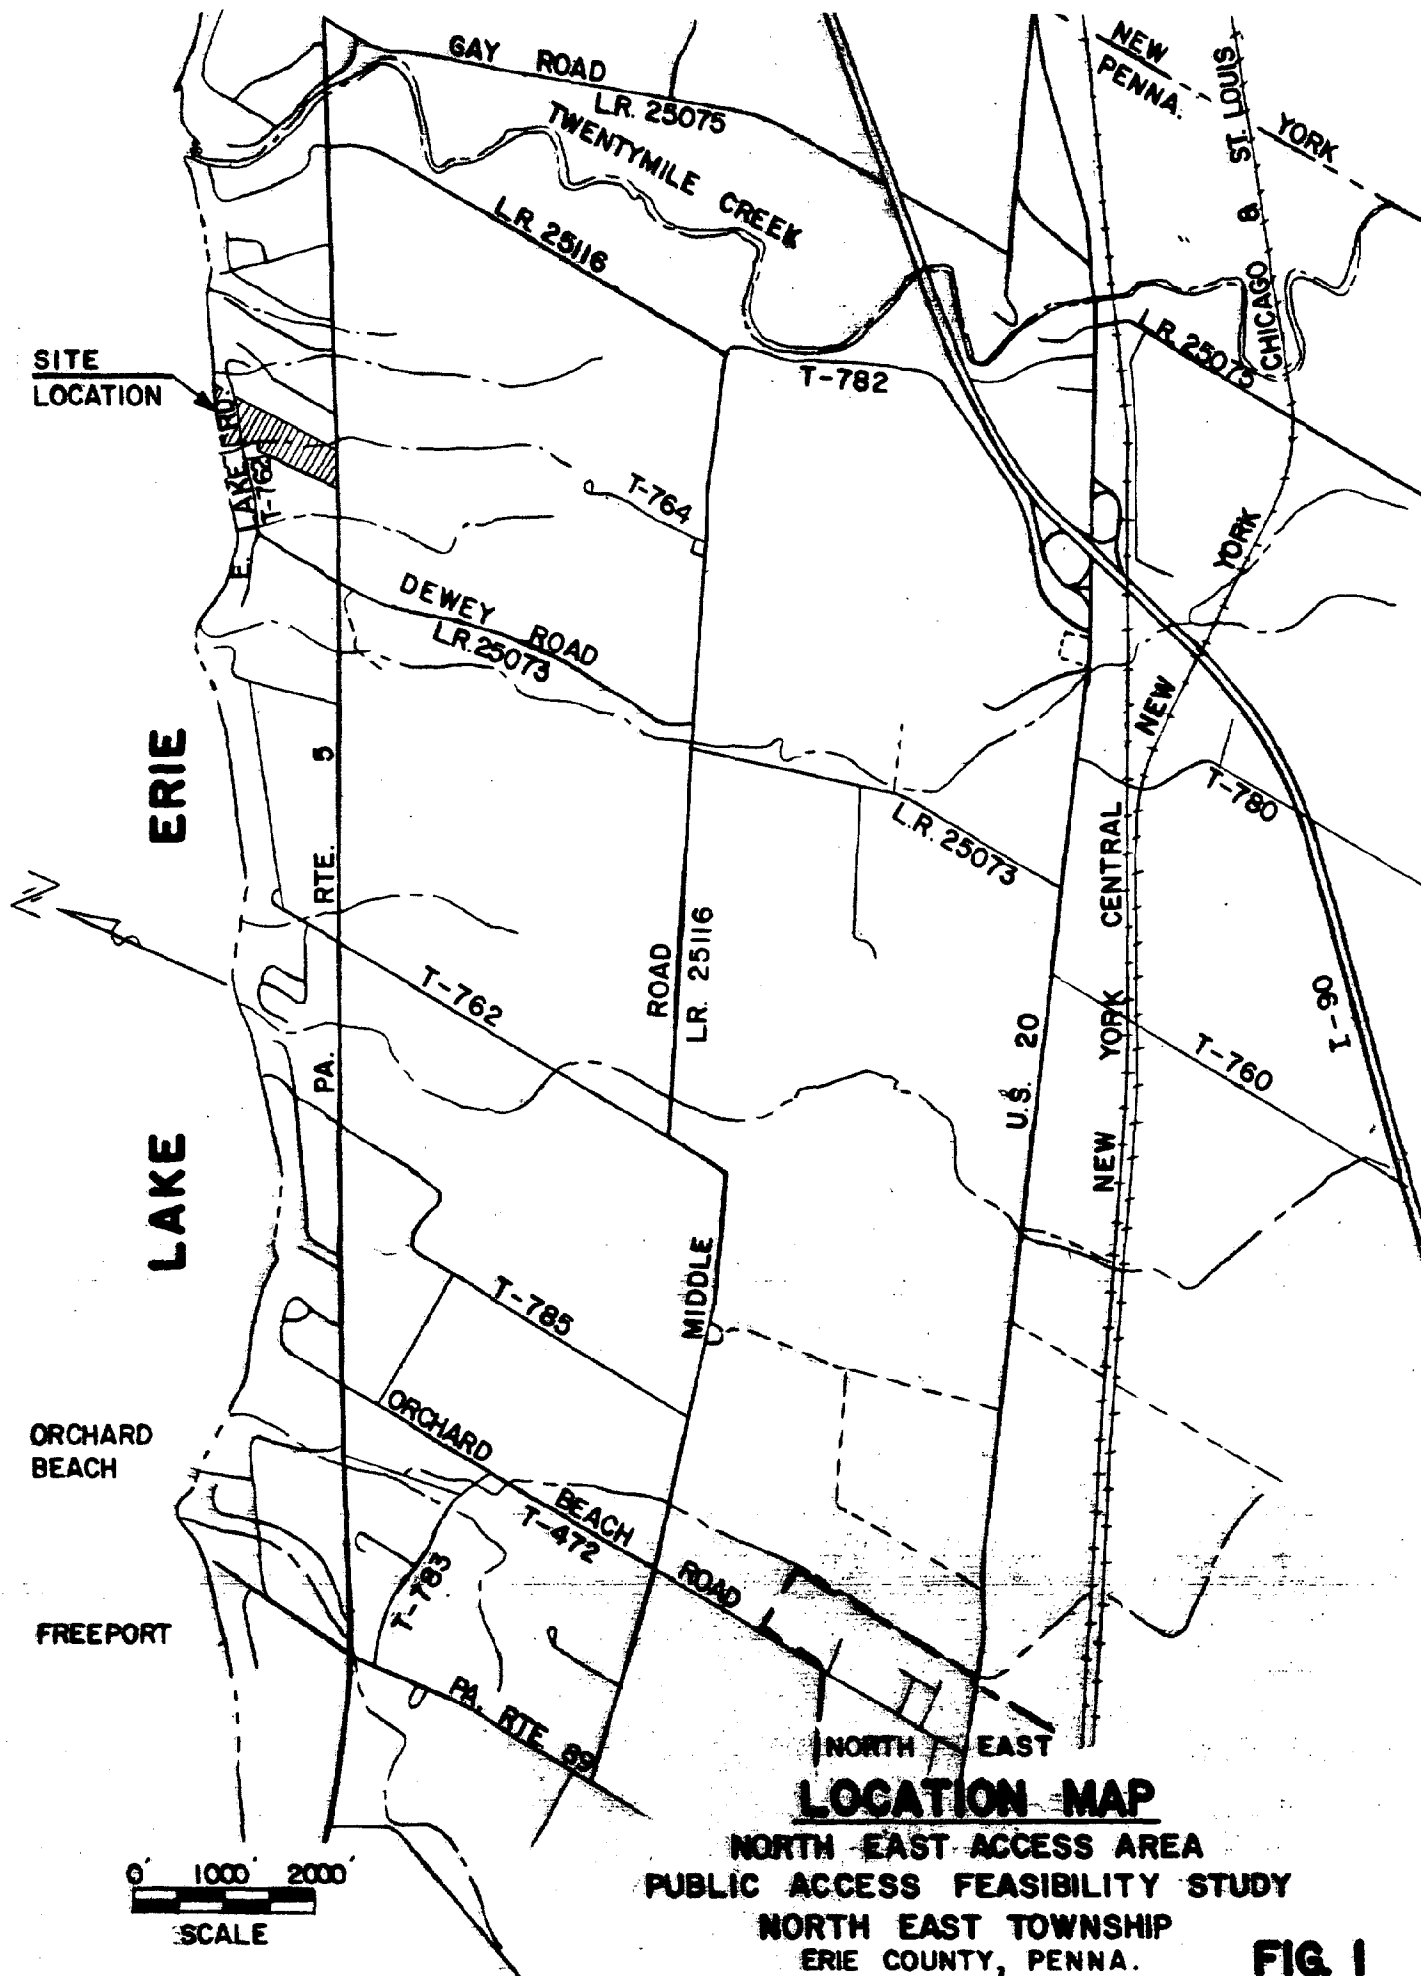 GAY ROAD
L.R. 25075
TWENTYMILE CREEK
L.R. 25116
NEW
PENNA.
YORK
ST. LOUIS
&
CHICAGO
YORK
NEW
L.R. 25075
T-782
SITE
LOCATION
E. LAKE RD.
T-762
T-764
DEWEY ROAD
L.R. 25073
LAKE ERIE
PA. RTE. 5
T-780
L.R. 25073
NEW YORK CENTRAL
I-90
N
T-762
MIDDLE ROAD
L.R. 25116
U.S. 20
T-760
T-785
ORCHARD
BEACH
ORCHARD BEACH ROAD
T-472
T-783
FREEPORT
PA. RTE. 89
NORTH EAST
LOCATION MAP
NORTH EAST ACCESS AREA
PUBLIC ACCESS FEASIBILITY STUDY
NORTH EAST TOWNSHIP
ERIE COUNTY, PENNA.
0' 1000' 2000'
SCALE
FIG. 1